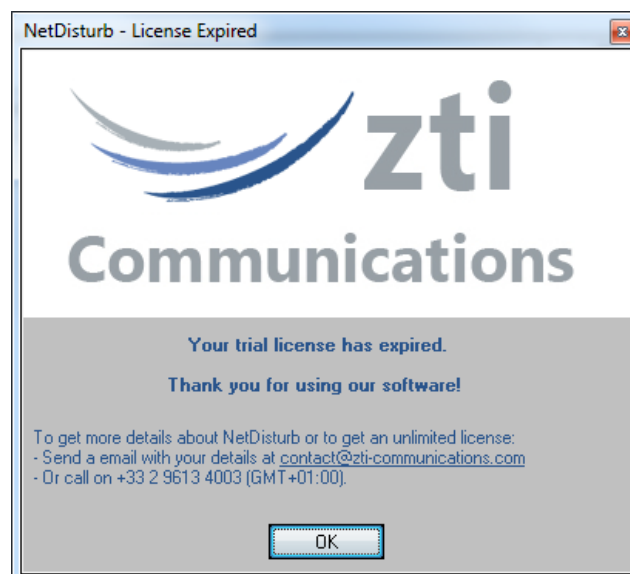 NetDisturb - License Expired
zti
Communications
Your trial license has expired.
Thank you for using our software!
To get more details about NetDisturb or to get an unlimited license:
- Send a email with your details at contact@zti-communications.com
- Or call on +33 2 9613 4003 (GMT+01:00).
OK